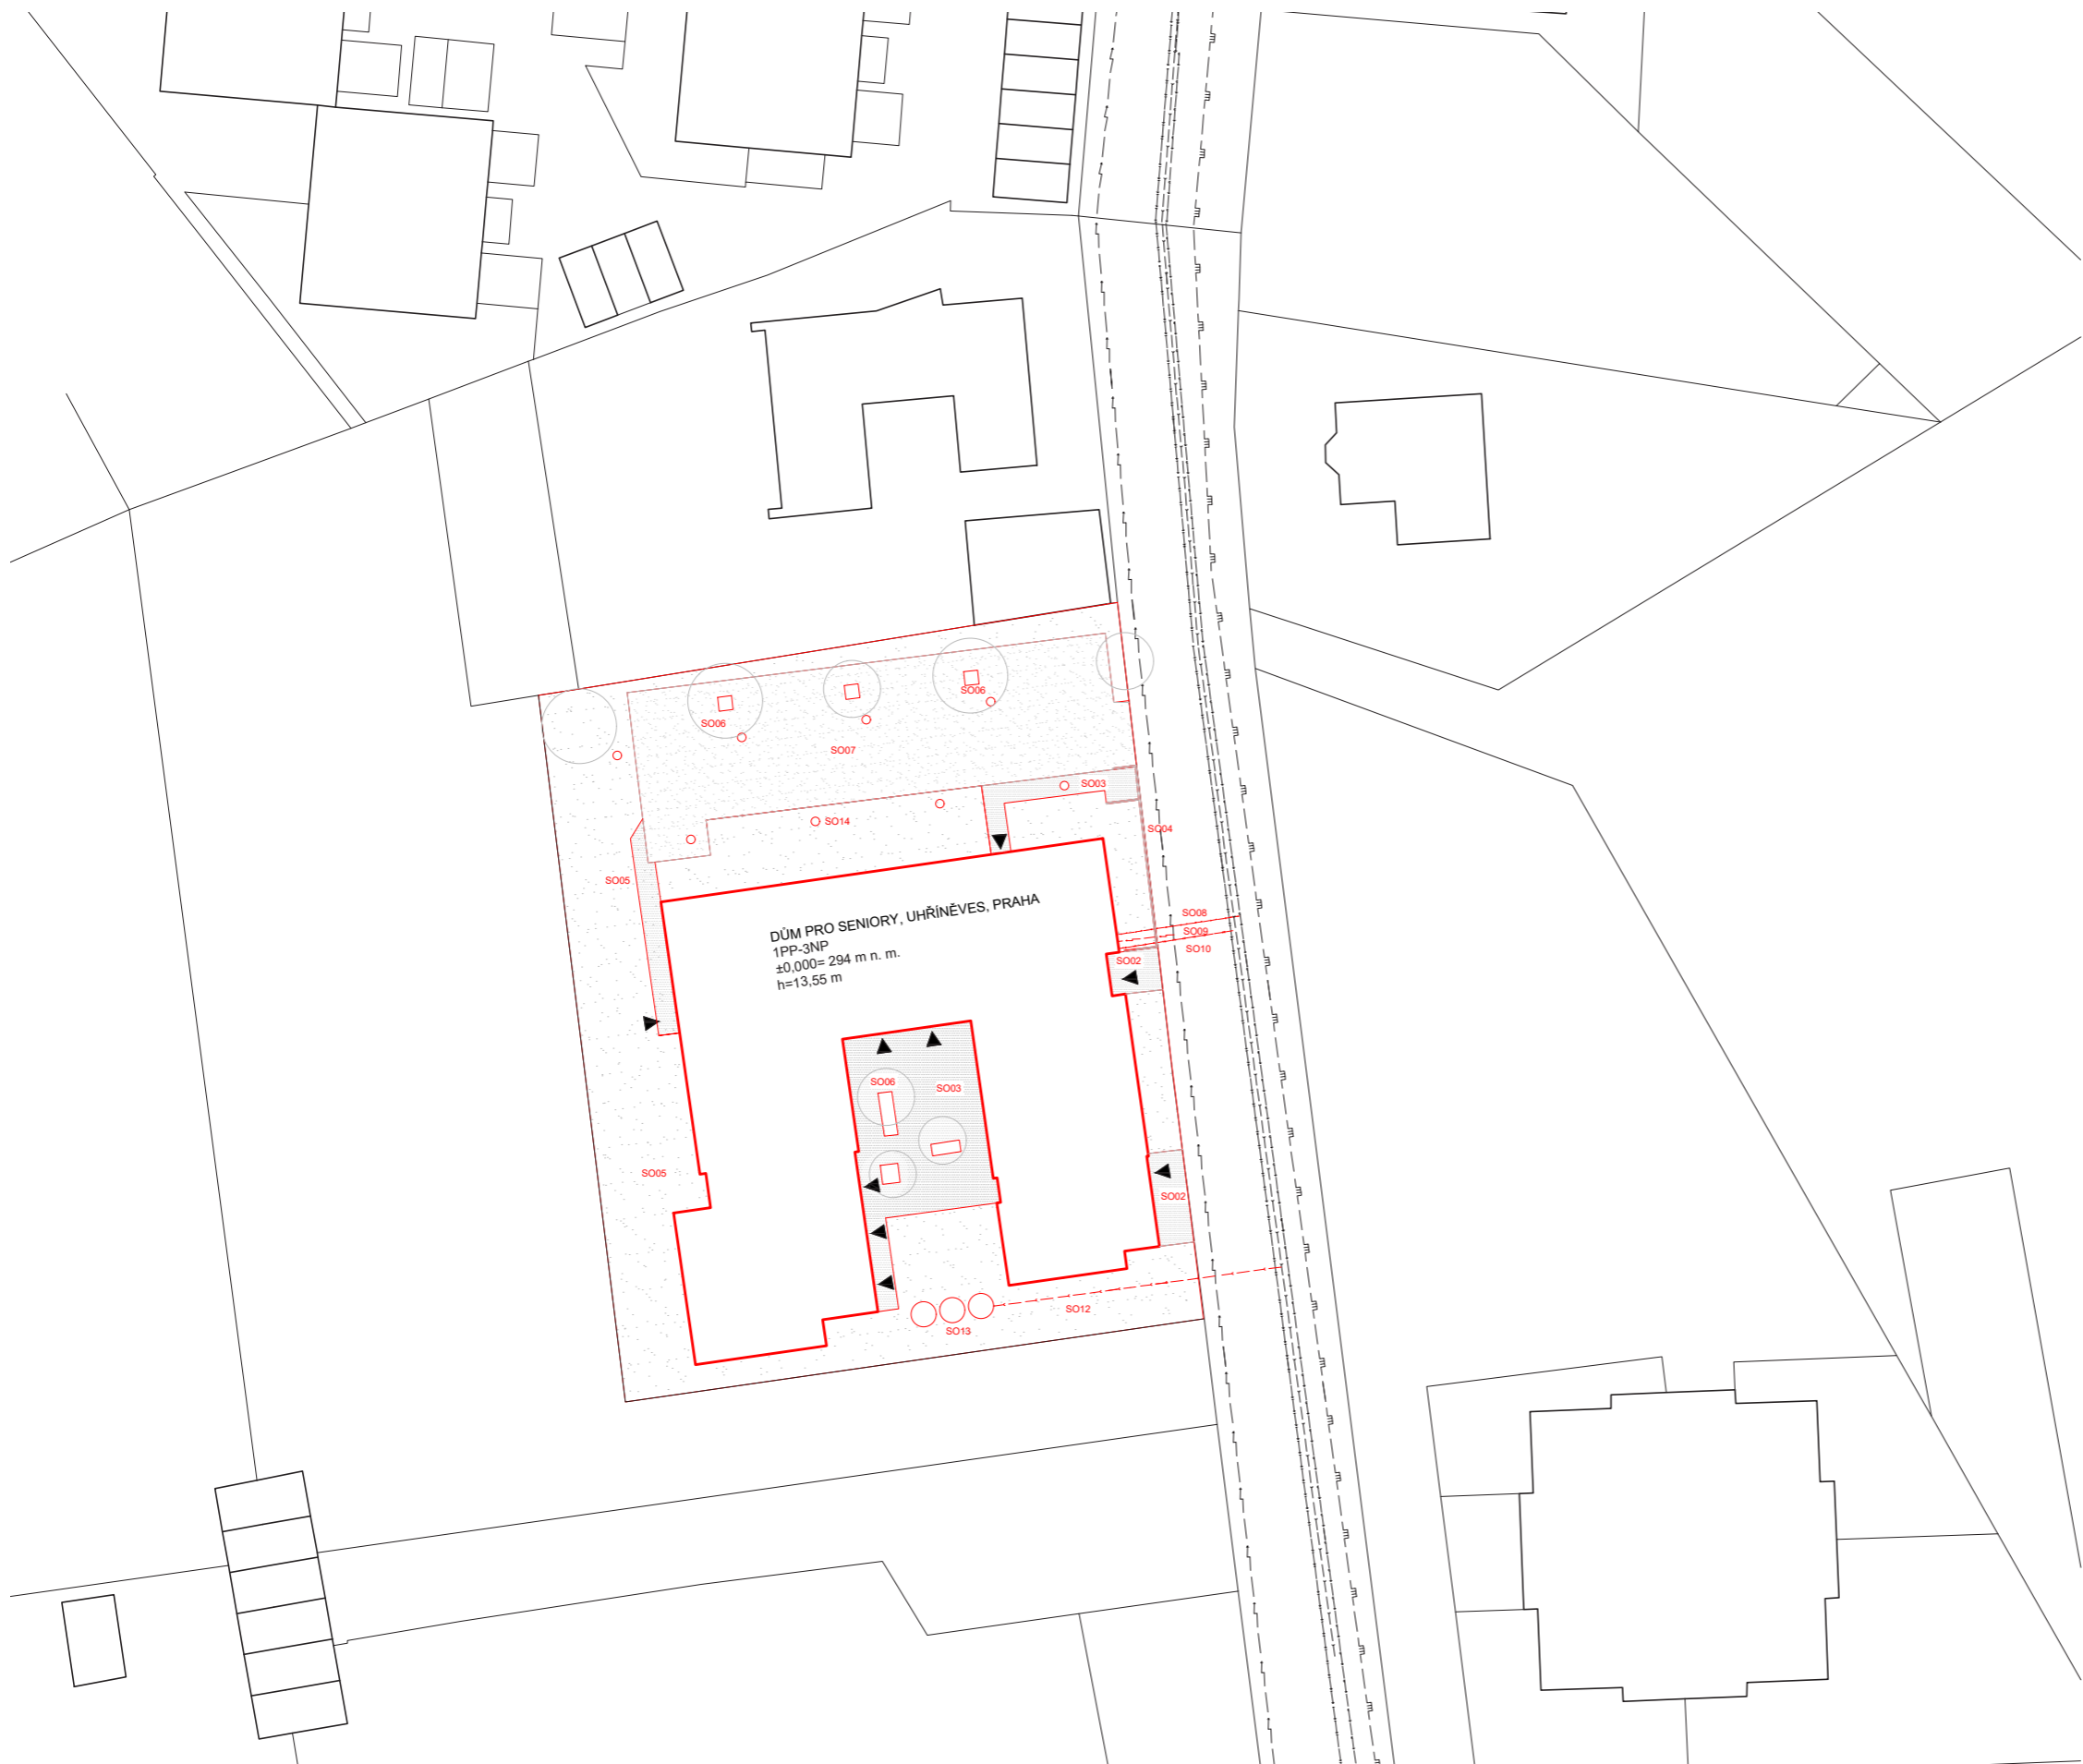 SO06
SO06
SO07
SO03
SO14
SO04
SO05
DŮM PRO SENIORY, UHŘÍNĚVES, PRAHA
1PP-3NP
±0,000= 294 m n. m.
h=13,55 m
SO08
SO09
SO10
SO02
SO06
SO03
SO05
SO02
SO12
SO13